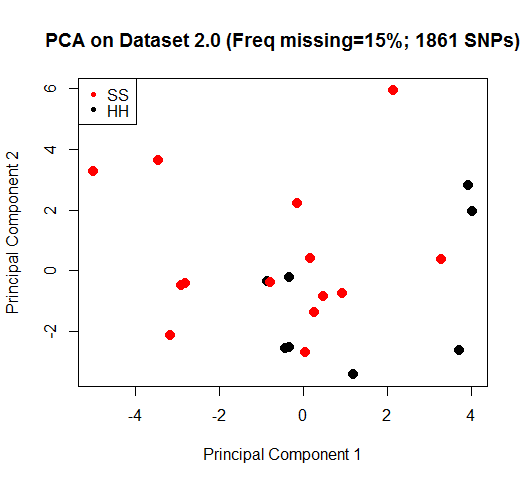 PCA on Dataset 2.0 (Freq missing=15%; 1861 SNPs)
SS
HH
Principal Component 2
6
4
2
0
-2
-4 -2 0 2 4
Principal Component 1